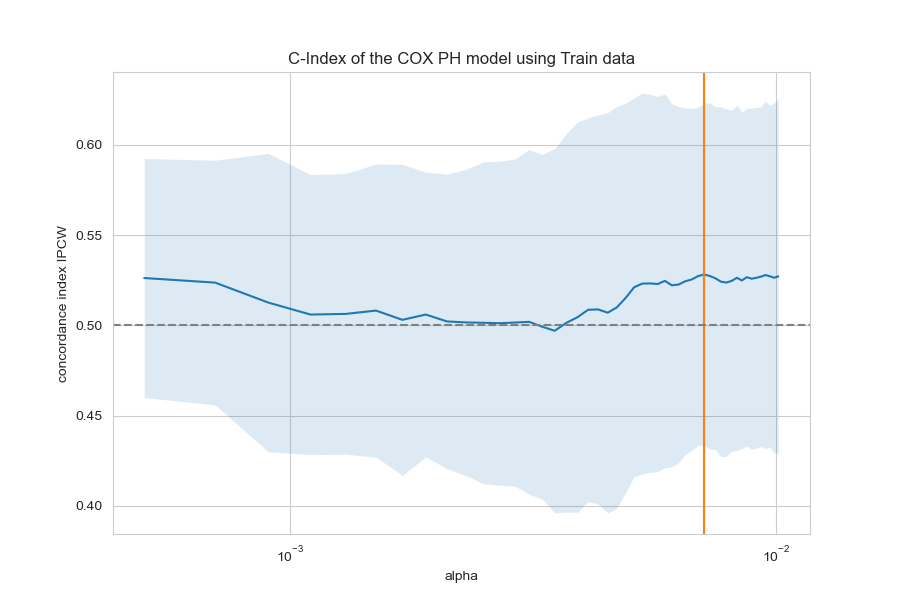 C-Index of the COX PH model using Train data
concordance index IPCW
0.60
0.55
0.50
0.45
0.40
10⁻³
10⁻²
alpha